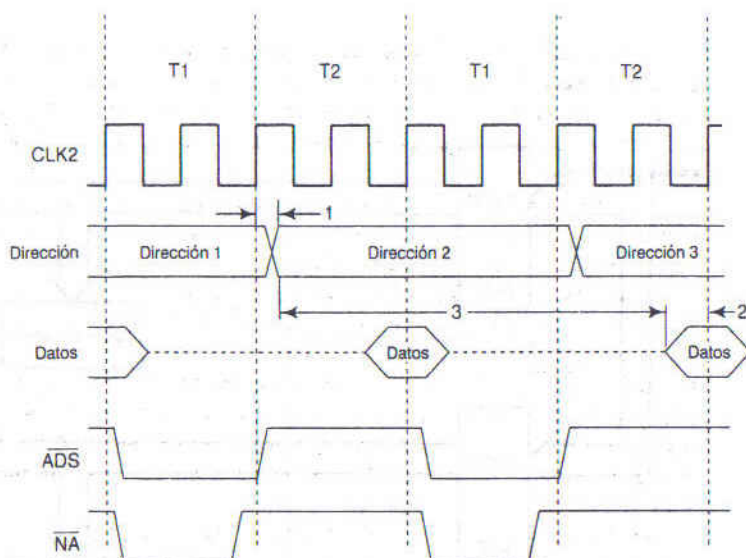 T1 T2 T1 T2
CLK2
1
Dirección Dirección 1 Dirección 2 Dirección 3
3 2
Datos Datos Datos
ADS
NA